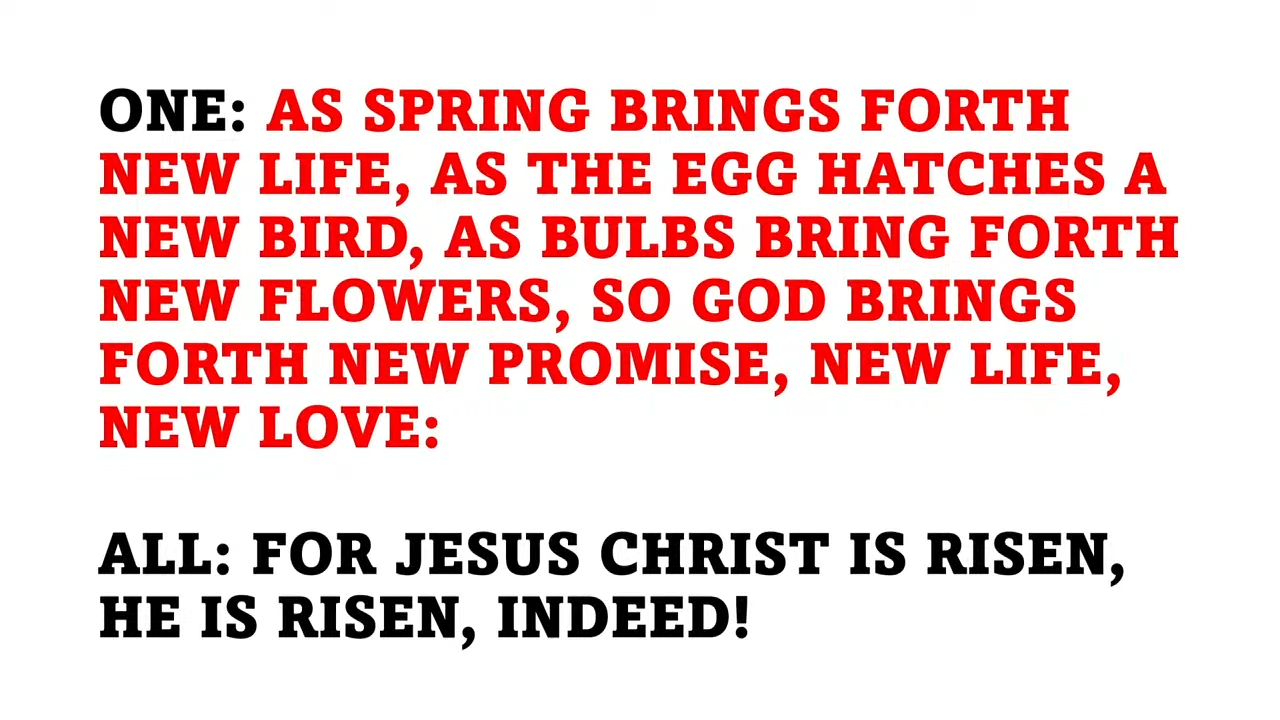 ONE: AS SPRING BRINGS FORTH
NEW LIFE, AS THE EGG HATCHES A
NEW BIRD, AS BULBS BRING FORTH
NEW FLOWERS, SO GOD BRINGS
FORTH NEW PROMISE, NEW LIFE,
NEW LOVE:
ALL: FOR JESUS CHRIST IS RISEN,
HE IS RISEN, INDEED!